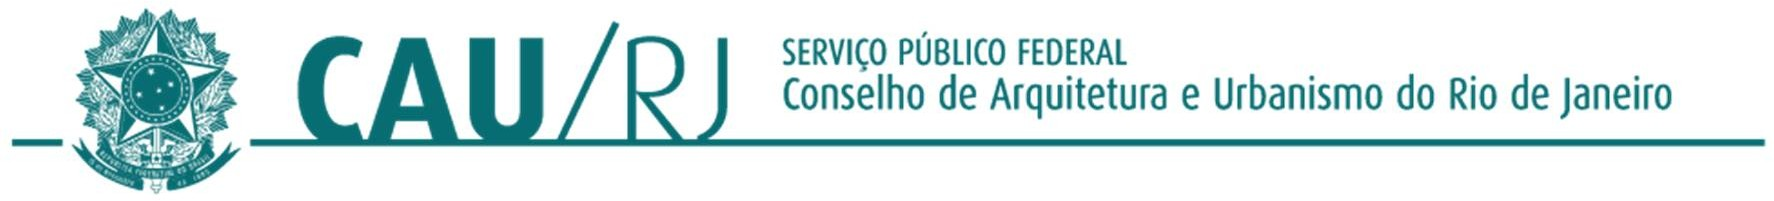 CAU/RJ
SERVIÇO PÚBLICO FEDERAL
Conselho de Arquitetura e Urbanismo do Rio de Janeiro